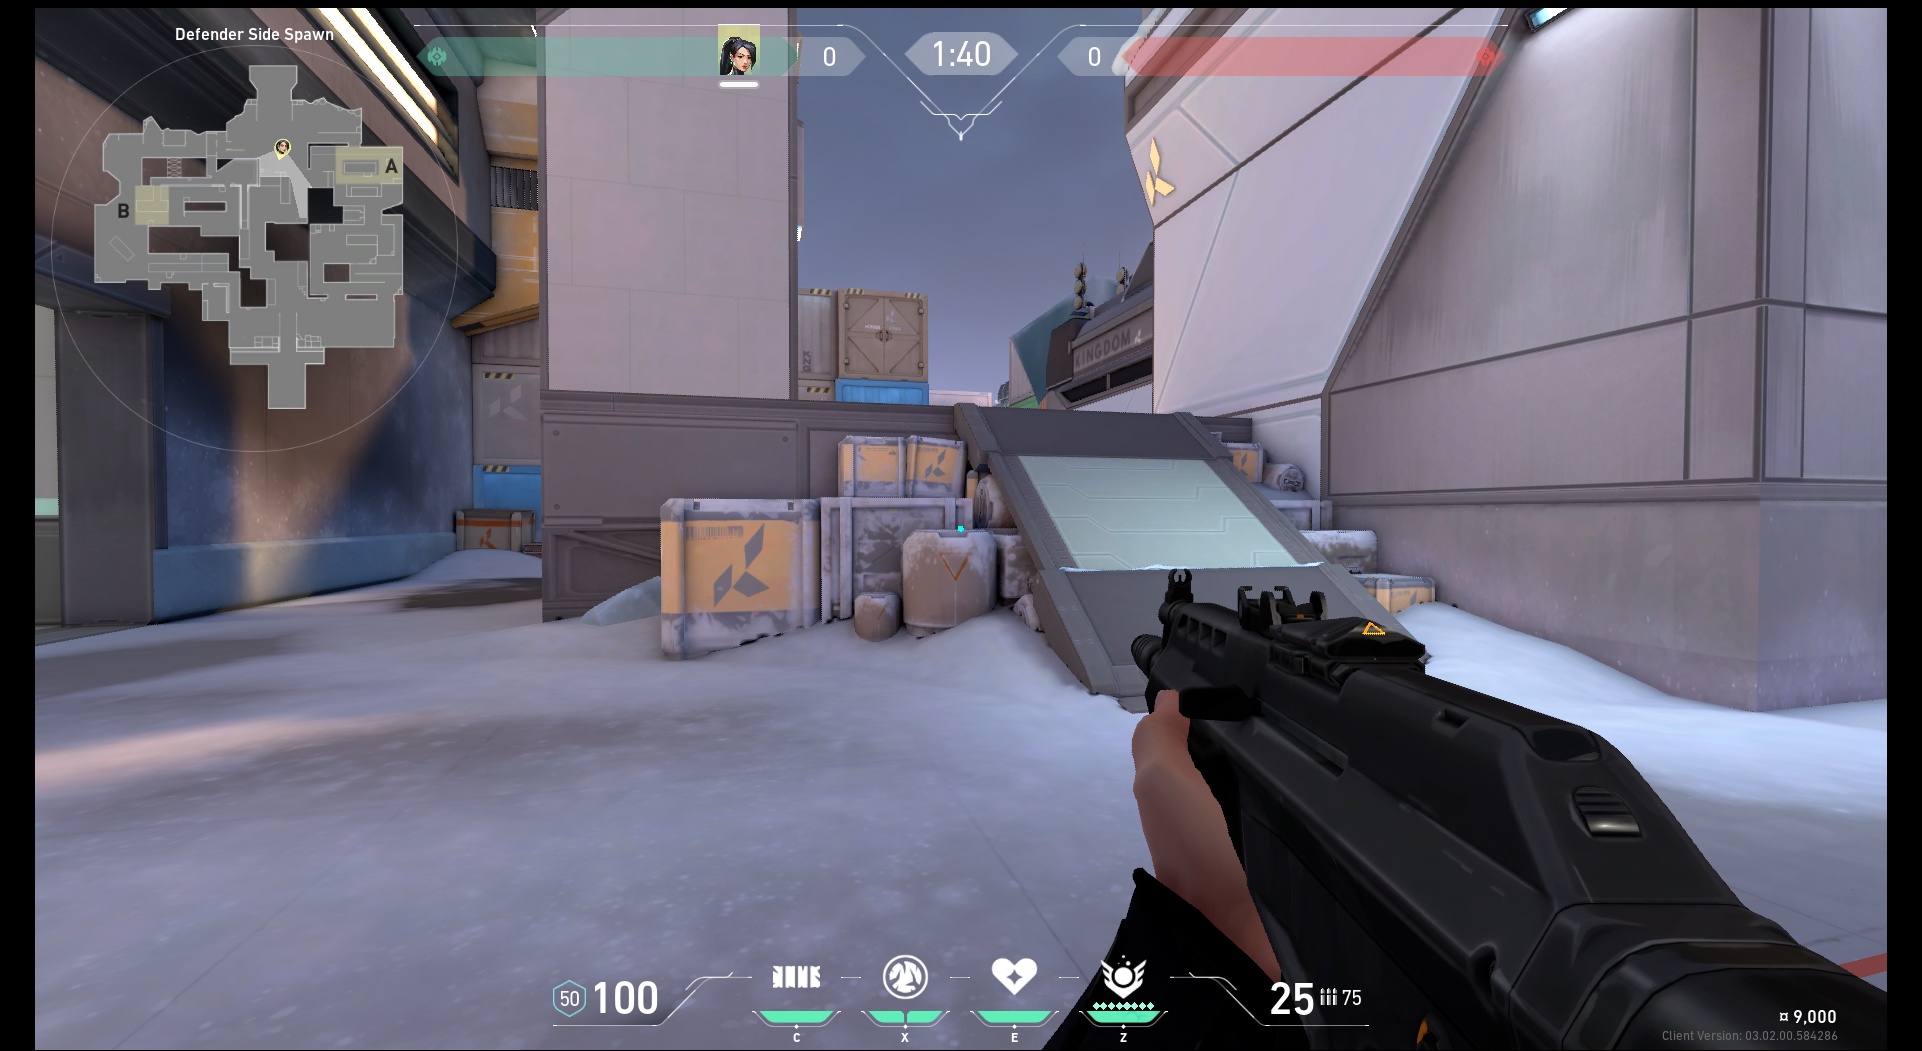 Defender Side Spawn
0
1:40
0
A
B
KINGDOM
50
100
25
75
C
X
E
Z
¤ 9,000
Client Version: 03.02.00.584286